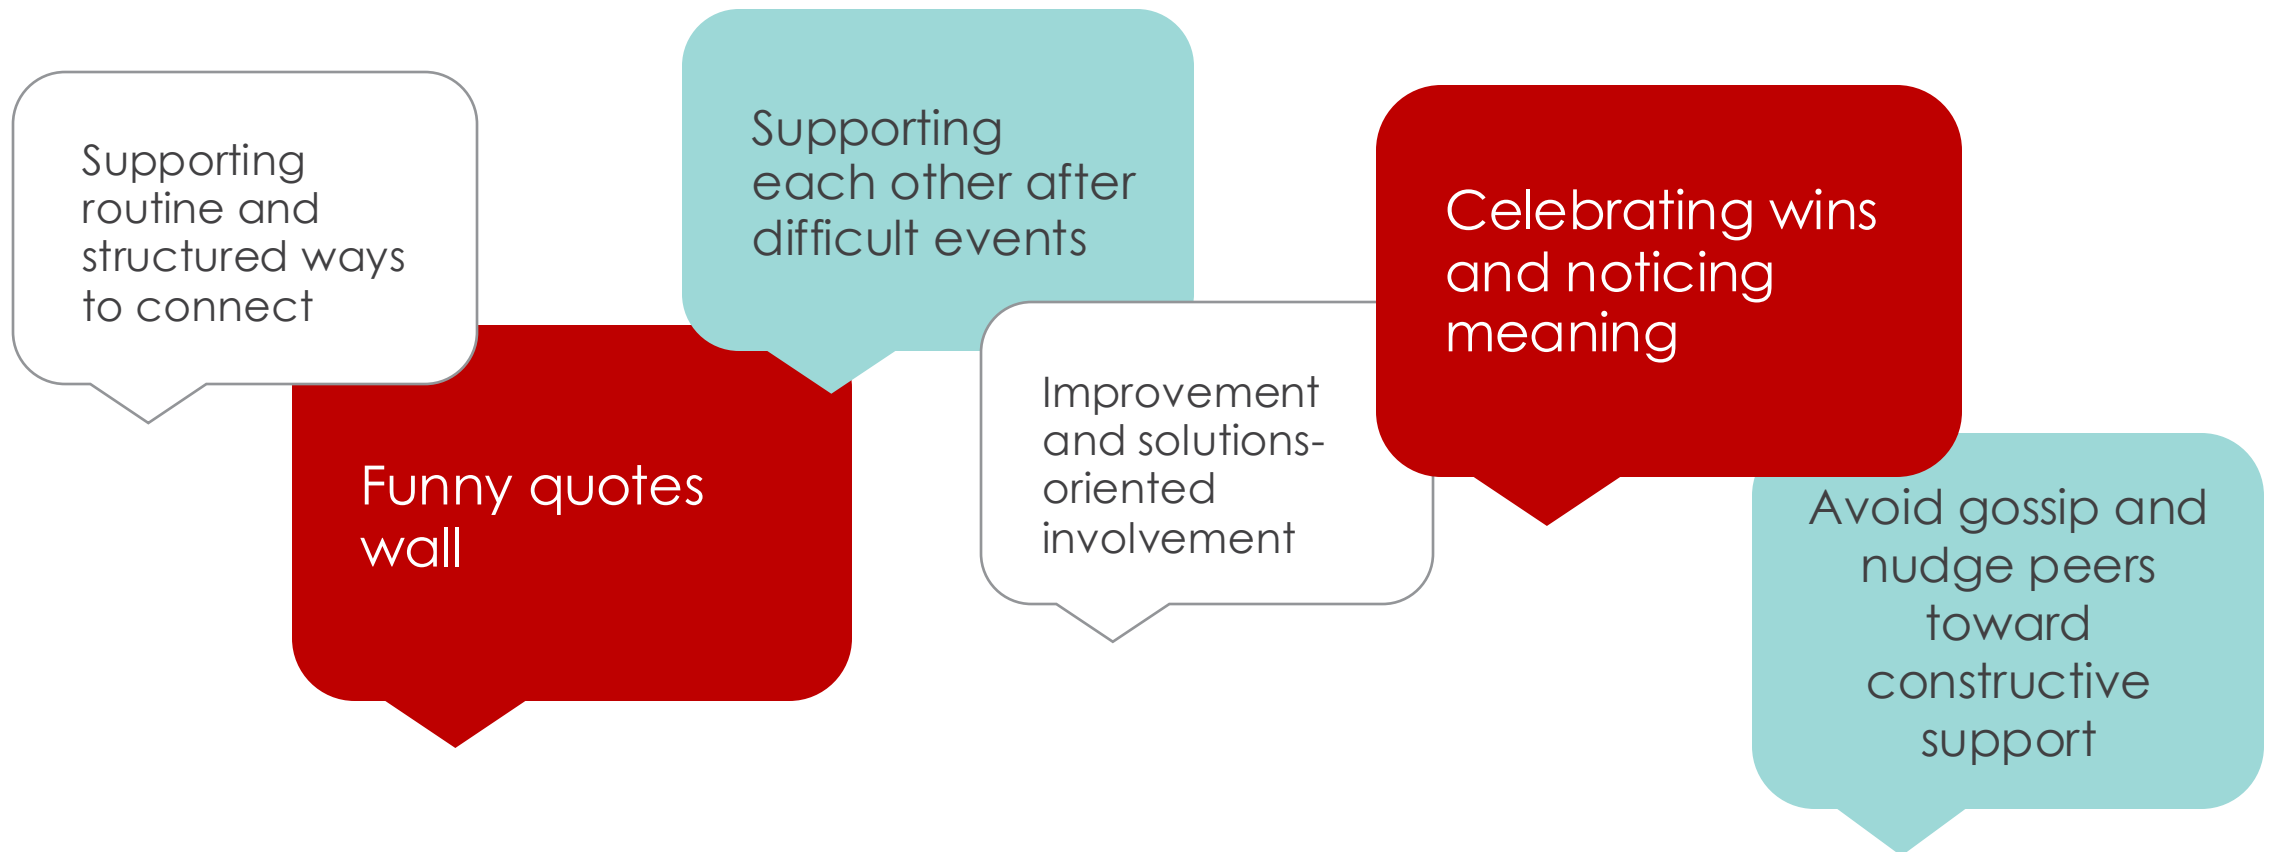 Supporting
routine and
structured ways
to connect
Funny quotes
wall
Supporting
each other after
difficult events
Improvement
and solutions-
oriented
involvement
Celebrating wins
and noticing
meaning
Avoid gossip and
nudge peers
toward
constructive
support